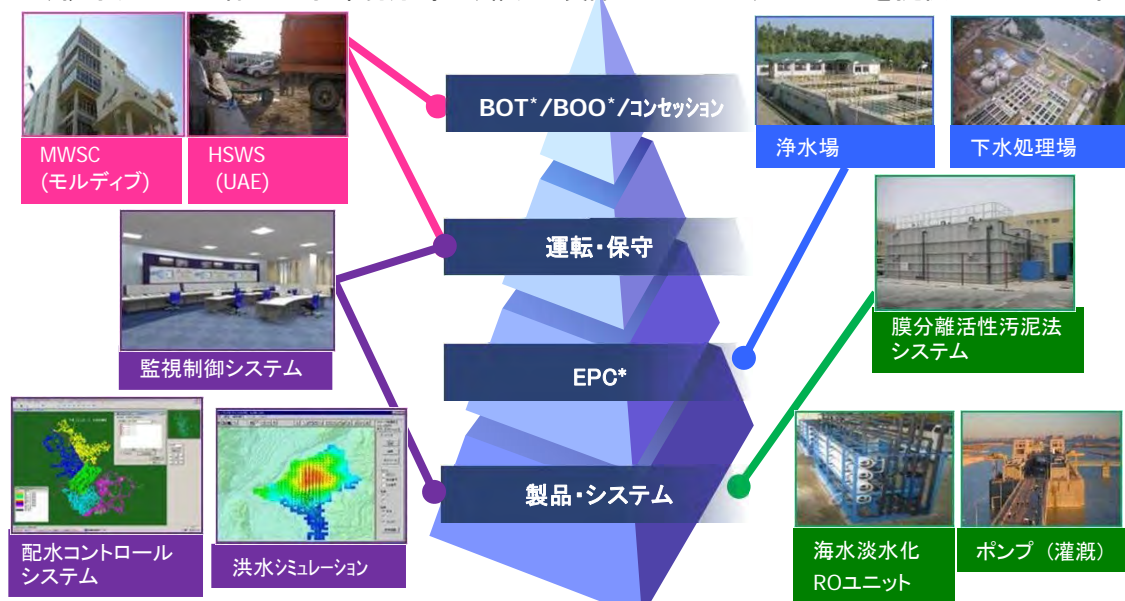 BOT*/BOO*/コンセッション
MWSC
(モルディブ)
HSWS
(UAE)
浄水場
下水処理場
運転・保守
膜分離活性汚泥法
システム
監視制御システム
EPC*
製品・システム
配水コントロール
システム
洪水シミュレーション
海水淡水化
ROユニット
ポンプ（灌漑）